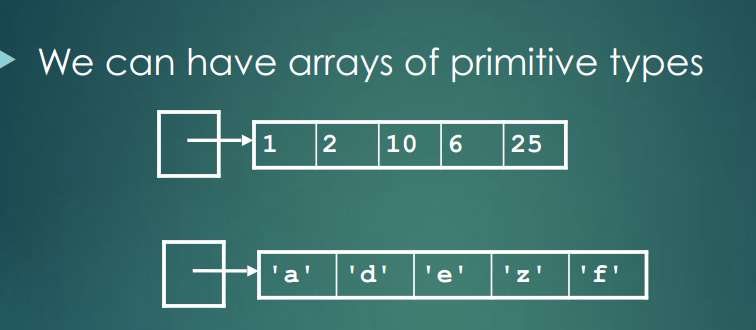 We can have arrays of primitive types
1 2 10 6 25
'a' 'd' 'e' 'z' 'f'